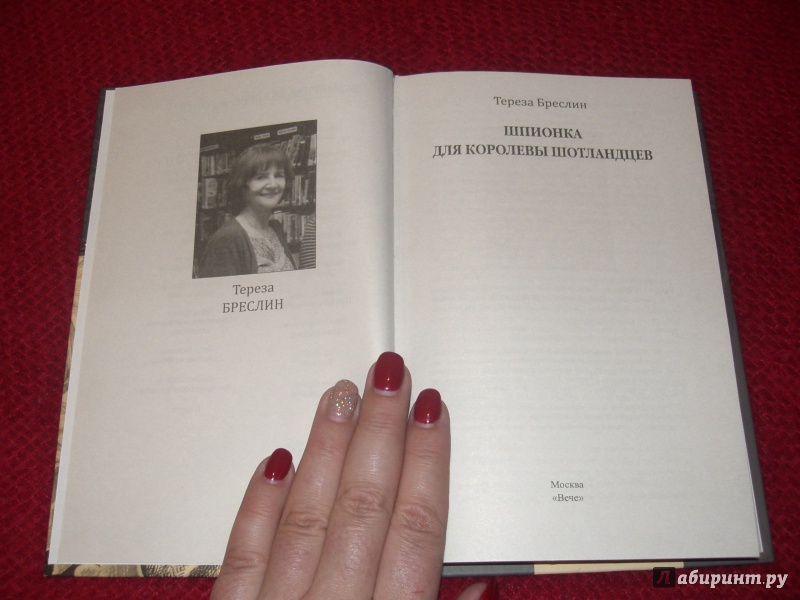 Тереза
БРЕСЛИН
Тереза Бреслин
ШПИОНКА
ДЛЯ КОРОЛЕВЫ ШОТЛАНДЦЕВ
Москва
«Вече»
Лабиринт.ру